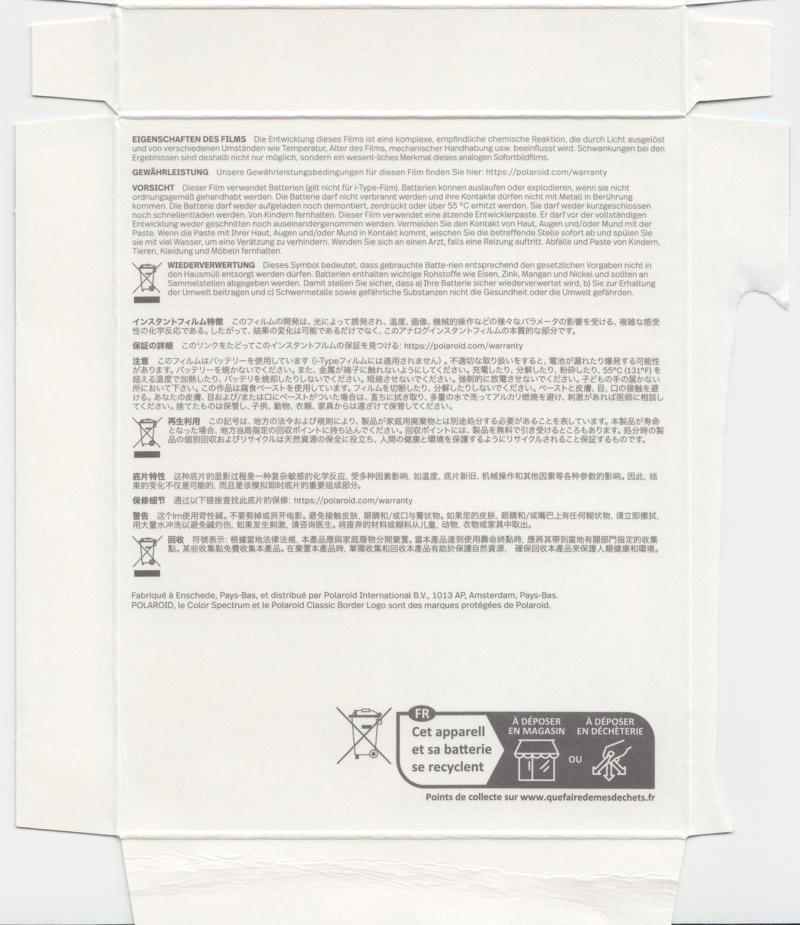 EIGENSCHAFTEN DES FILMS Die Entwicklung dieses Films ist eine komplexe, empfindliche chemische Reaktion, die durch Licht ausgelöst
und von verschiedenen Umständen wie Temperatur, Alter des Films, mechanischer Handhabung usw. beeinflusst wird. Schwankungen bei den
Ergebnissen sind deshalb nicht nur möglich, sondern ein wesent-liches Merkmal dieses analogen Sofortbildfilms.
GEWÄHRLEISTUNG Unsere Gewährleistungsbedingungen für diesen Film finden Sie hier: https://polaroid.com/warranty
VORSICHT Dieser Film verwendet Batterien (gilt nicht für i-Type-Film). Batterien können auslaufen oder explodieren, wenn sie nicht
ordnungsgemäß gehandhabt werden. Die Batterie darf nicht verbrannt werden und ihre Kontakte dürfen nicht mit Metall in Berührung
kommen. Die Batterie darf weder aufgeladen noch demontiert, zerdrückt oder über 55 °C erhitzt werden. Sie darf weder kurzgeschlossen
noch schnellentladen werden. Von Kindern fernhalten. Dieser Film verwendet eine ätzende Entwicklerpaste. Er darf vor der vollständigen
Entwicklung weder geschnitten noch auseinandergenommen werden. Vermeiden Sie den Kontakt von Haut, Augen und/oder Mund mit der
Paste. Wenn die Paste mit Ihrer Haut, Augen und/oder Mund in Kontakt kommt, wischen Sie die betreffende Stelle sofort ab und spülen Sie
sie mit viel Wasser, um eine Verätzung zu verhindern. Wenden Sie sich an einen Arzt, falls eine Reizung auftritt. Abfälle und Paste von Kindern,
Tieren, Kleidung und Möbeln fernhalten.
WIEDERVERWERTUNG Dieses Symbol bedeutet, dass gebrauchte Batte-rien entsprechend den gesetzlichen Vorgaben nicht in
den Hausmüll entsorgt werden dürfen. Batterien enthalten wichtige Rohstoffe wie Eisen, Zink, Mangan und Nickel und sollten an
Sammelstellen abgegeben werden. Damit stellen Sie sicher, dass a) Ihre Batterie sicher wiederverwertet wird, b) Sie zur Erhaltung
der Umwelt beitragen und c) Schwermetalle sowie gefährliche Substanzen nicht die Gesundheit oder die Umwelt gefährden.
インスタントフィルム特徴 このフィルムの開発は、光によって誘発され、温度、画像、機械的操作などの様々なパラメータの影響を受ける、複雑な感受
性の化学反応である。したがって、結果の変化は可能であるだけでなく、このアナログインスタントフィルムの本質的な部分です。
保証の詳細 このリンクをたどってこのインスタントフルムの保証を見つける: https://polaroid.com/warranty
注意 このフィルムはバッテリーを使用しています（i-Typeフィルムには適用されません）。不適切な取り扱いをすると、電池が漏れたり爆発する可能性
があります。バッテリーを焼かないでください。また、金属が端子に触れないようにしてください。充電したり、分解したり、粉砕したり、55℃ (131°F) を
超える温度で加熱したり、バッテリを焼却したりしないでください。短絡させないでください。強制的に放電させないでください。子どもの手の届かない
所において下さい。この作品は腐食ペーストを使用しています。フィルムを切断したり、分解したりしないでください。ペーストと皮膚、目、口の接触を避
ける。あなたの皮膚、目および/または口にペーストがついた場合は、直ちに拭き取り、多量の水で洗ってアルカリ燃焼を避け、刺激があれば医師に相談し
てください。捨てたものは保管し、子供、動物、衣類、家具からは遠ざけて保管してください。
再生利用 この記号は、地方の法令および規則により、製品が家庭用廃棄物とは別途処分する必要があることを表しています。本製品が寿命
となった場合、地方当局指定の回収ポイントに持ち込んでください。回収ポイントには、製品を無料で引き受けるところもあります。処分時の製
品の個別回収およびリサイクルは天然資源の保全に役立ち、人間の健康と環境を保護するようにリサイクルされること保証するものです。
底片特性 这种底片的显影过程是一种复杂敏感的化学反应, 受多种因素影响, 如温度, 底片新旧, 机械操作和其他因素等各种参数的影响。因此, 结
果的变化不仅是可能的, 而且是该模拟即时底片的重要组成部分。
保修细节 通过以下链接查找此底片的保修: https://polaroid.com/warranty
警告 这个lm使用苛性碱。不要剪掉或拆开电影。避免接触皮肤, 眼睛和/或口与膏状物。如果您的皮肤, 眼睛和/或嘴巴上有任何糊状物, 请立即擦拭,
用大量水冲洗以避免碱灼伤, 如果发生刺激, 请咨询医生。将废弃的材料或糊料从儿童, 动物, 衣物或家具中取出。
回收 符號表示: 根據當地法律法規, 本產品應與家庭廢物分開棄置。當本產品達到使用壽命終點時, 應將其帶到當地有關部門指定的收集
點。某些收集點免費收集本產品。在棄置本產品時, 單獨收集和回收本產品有助於保護自然資源, 確保回收本產品來保護人類健康和環境。
Fabriqué à Enschede, Pays-Bas, et distribué par Polaroid International B.V., 1013 AP, Amsterdam, Pays-Bas.
POLAROID, le Color Spectrum et le Polaroid Classic Border Logo sont des marques protégées de Polaroid.
FR
Cet appareil
et sa batterie
se recyclent
À DÉPOSER
EN MAGASIN
OU
À DÉPOSER
EN DÉCHÈTERIE
Points de collecte sur www.quefairedemesdechets.fr